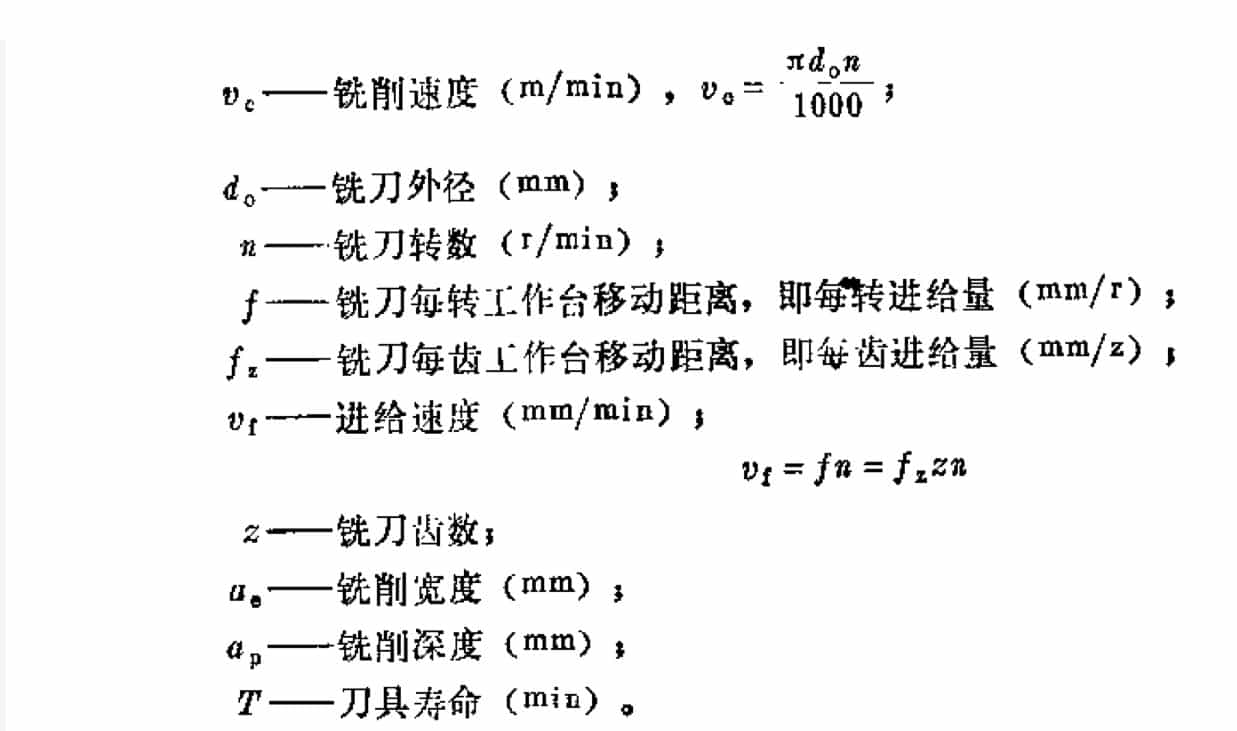 v_c——铣削速度（m/min），v_c=πd_o n/1000；
d_o——铣刀外径（mm）；
n——铣刀转数（r/min）；
f——铣刀每转工作台移动距离，即每转进给量（mm/r）；
f_z——铣刀每齿工作台移动距离，即每齿进给量（mm/z）；
v_f——进给速度（mm/min）；
v_f=fn=f_z zn
z——铣刀齿数；
a_e——铣削宽度（mm）；
a_p——铣削深度（mm）；
T——刀具寿命（min）。